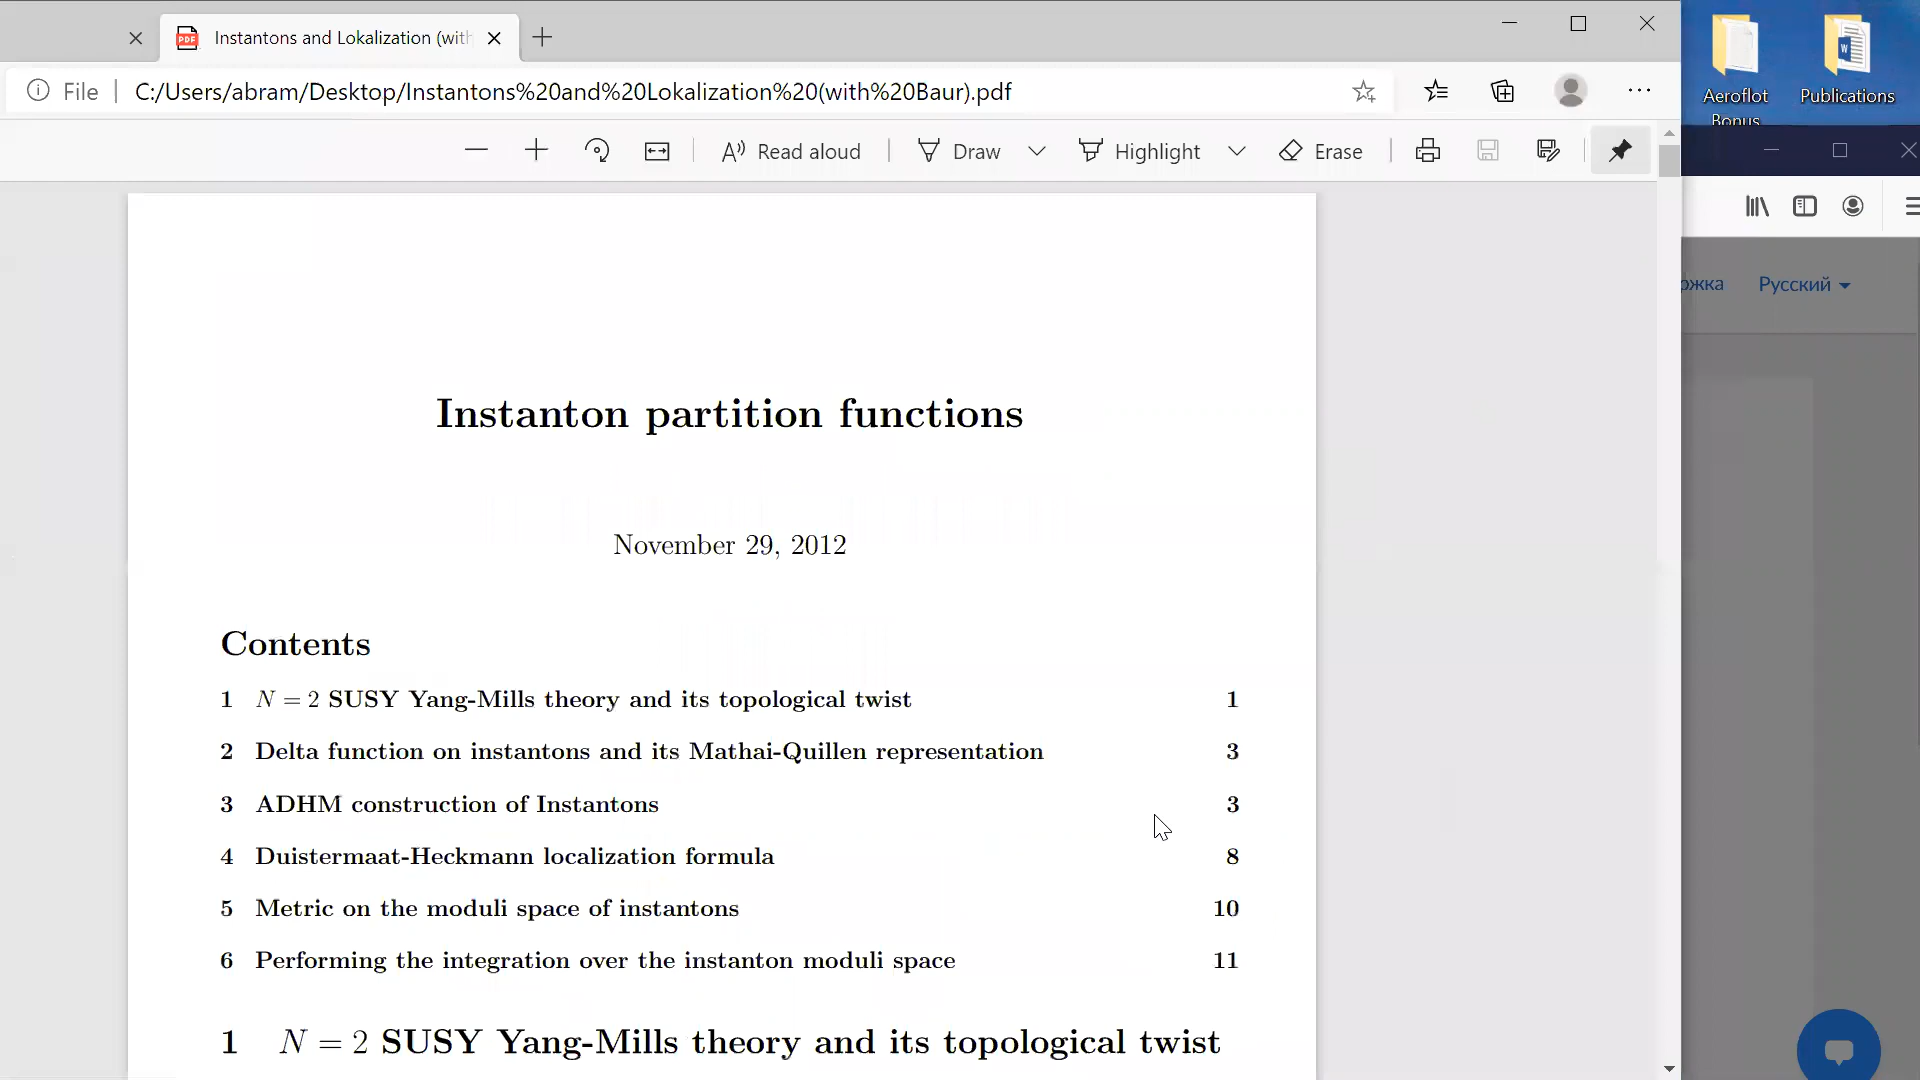 Instantons and Lokalization (with
File
C:/Users/abram/Desktop/Instantons%20and%20Lokalization%20(with%20Baur).pdf
Aeroflot
Bonus
Publications
Read aloud
Draw
Highlight
Erase
Русский
Instanton partition functions
November 29, 2012
Contents
1 N = 2 SUSY Yang-Mills theory and its topological twist 1
2 Delta function on instantons and its Mathai-Quillen representation 3
3 ADHM construction of Instantons 3
4 Duistermaat-Heckmann localization formula 8
5 Metric on the moduli space of instantons 10
6 Performing the integration over the instanton moduli space 11
1 N = 2 SUSY Yang-Mills theory and its topological twist